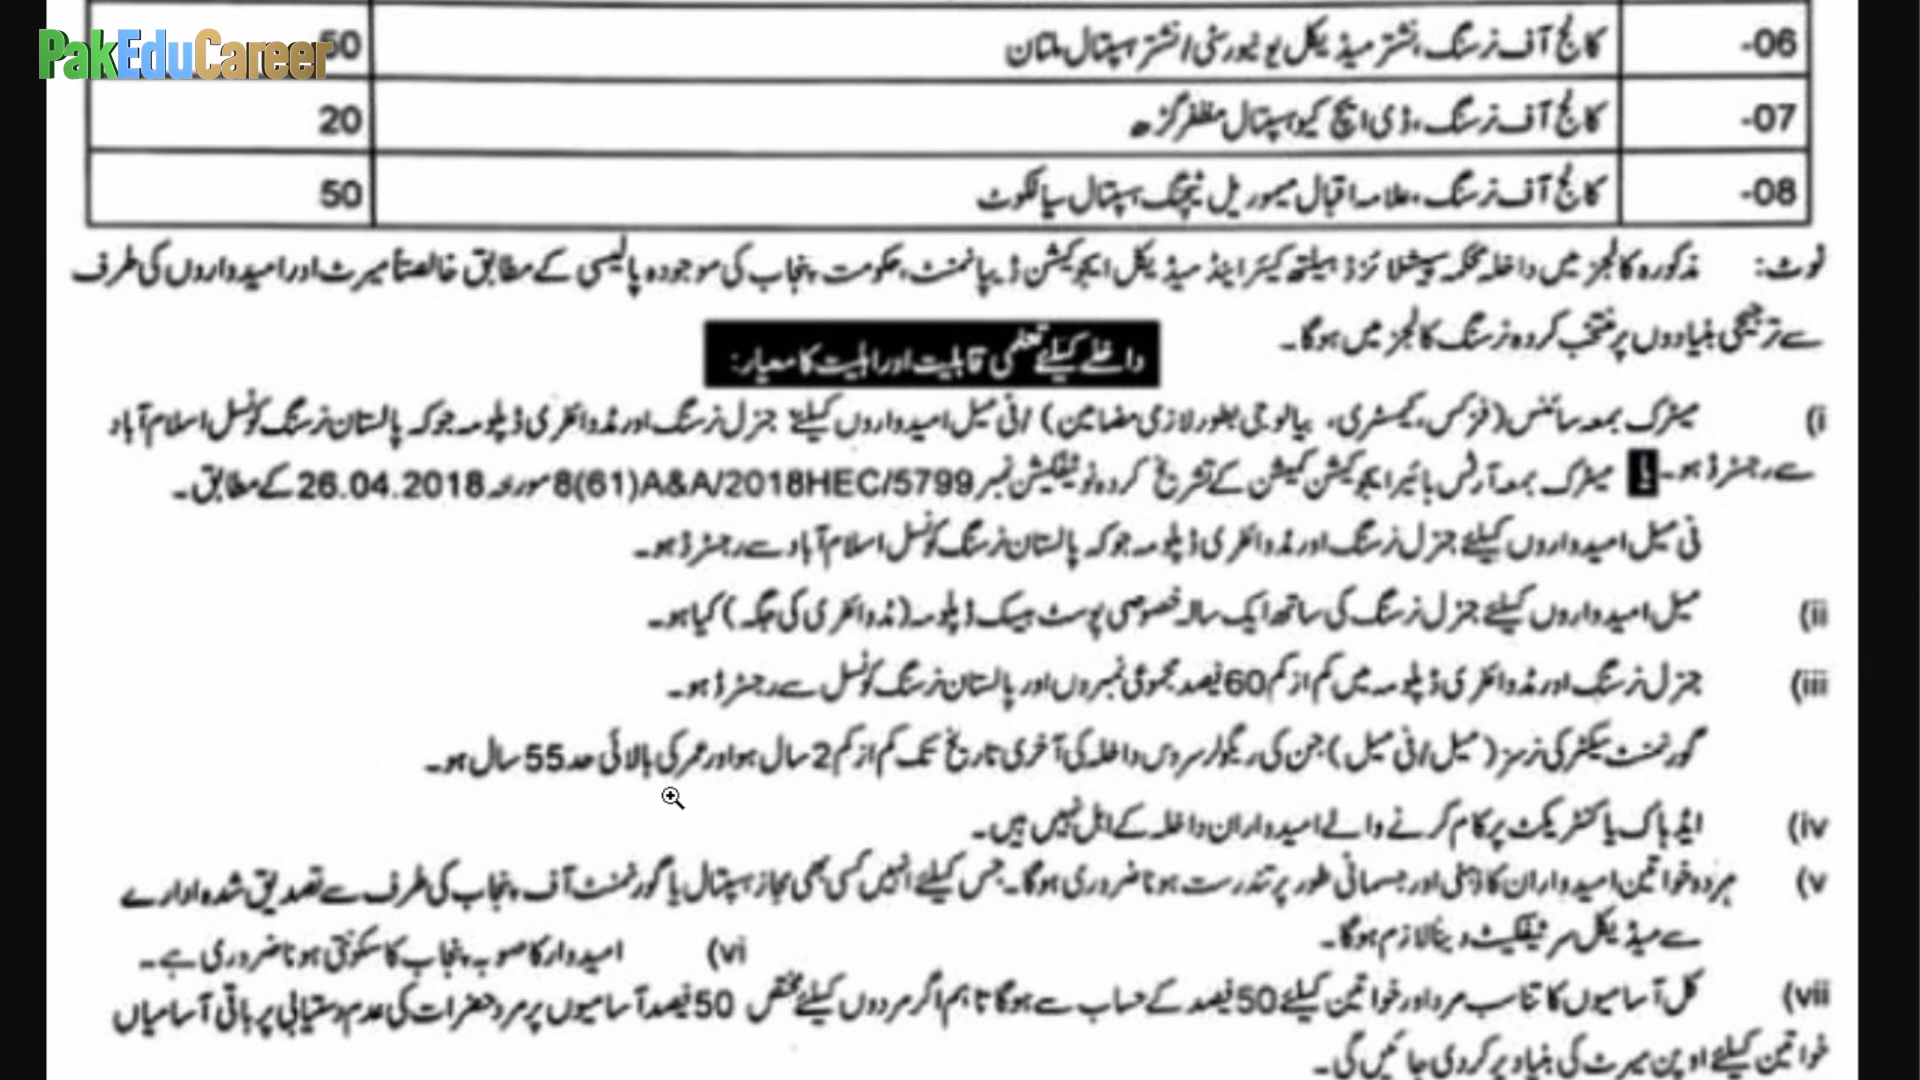 PakEduCareer
06- کالج آف نرسنگ، نشتر میڈیکل یونیورسٹی/نشتر ہسپتال ملتان 50
07- کالج آف نرسنگ، ڈی ایچ کیو ہسپتال مظفر گڑھ 20
08- کالج آف نرسنگ، علامہ اقبال میموریل ٹیچنگ ہسپتال سیالکوٹ 50
نوٹ: مذکورہ کالجز میں داخلہ محکمہ سپیشلائزڈ ہیلتھ کیئر اینڈ میڈیکل ایجوکیشن ڈیپارٹمنٹ، حکومت پنجاب کی موجودہ پالیسی کے مطابق خالصتاً میرٹ اور امیدواروں کی طرف
سے ترجیحی بنیادوں پر منتخب کردہ نرسنگ کالجز میں ہوگا۔
داخلے کیلئے تعلیمی قابلیت اور اہلیت کا معیار:
i) میٹرک بمعہ سائنس (فزکس، کیمسٹری، بیالوجی بطور لازمی مضامین) /فی میل امیدواروں کیلئے جنرل نرسنگ اور مڈوائفری ڈپلومہ جو کہ پاکستان نرسنگ کونسل اسلام آباد
سے رجسٹرڈ ہو۔ یا میٹرک بمعہ آرٹس ہائیر ایجوکیشن کمیشن کے تشریح کردہ نوٹیفکیشن نمبر 8(61)A&A/2018HEC/5799 مورخہ 26.04.2018 کے مطابق۔
فی میل امیدواروں کیلئے جنرل نرسنگ اور مڈوائفری ڈپلومہ جو کہ پاکستان نرسنگ کونسل اسلام آباد سے رجسٹرڈ ہو۔
ii) میل امیدواروں کیلئے جنرل نرسنگ کی ساتھ ایک سالہ خصوصی پوسٹ بیسک ڈپلومہ (مڈوائفری کی جگہ) کیا ہو۔
iii) جنرل نرسنگ اور مڈوائفری ڈپلومہ میں کم از کم 60 فیصد مجموعی نمبروں اور پاکستان نرسنگ کونسل سے رجسٹرڈ ہو۔
گورنمنٹ سیکٹر کی نرسز (میل/فی میل) جن کی ریگولر سروس داخلہ کی آخری تاریخ تک کم از کم 2 سال ہو اور عمر کی بالائی حد 55 سال ہو۔
iv) ایڈہاک یا کنٹریکٹ پر کام کرنے والے امیدواران داخلہ کے اہل نہیں ہیں۔
v) مرد و خواتین امیدواران کا ذہنی اور جسمانی طور پر تندرست ہونا ضروری ہوگا۔ جس کیلئے انہیں کسی بھی مجاز ہسپتال یا گورنمنٹ آف پنجاب کی طرف سے تصدیق شدہ ادارے
سے میڈیکل سرٹیفکیٹ دینا لازم ہوگا۔
vi) امیدوار کا صوبہ پنجاب کا سکونتی ہونا ضروری ہے۔
vii) کل آسامیوں کا تناسب مرد اور خواتین کیلئے 50 فیصد کے حساب سے ہوگا تاہم اگر مردوں کیلئے مختص 50 فیصد آسامیوں پر مرد حضرات کی عدم دستیابی پر باقی آسامیاں
خواتین کیلئے اوپن میرٹ کی بنیاد پر کردی جائیں گی۔